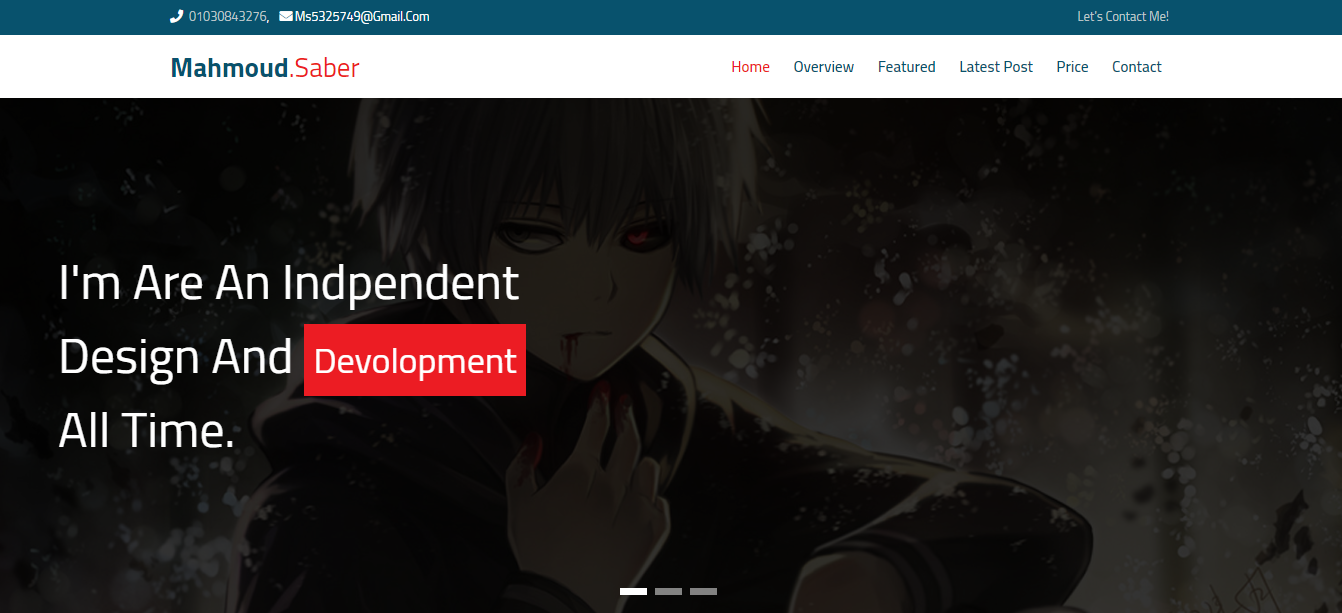 01030843276, Ms5325749@Gmail.Com Let's Contact Me!
Mahmoud.Saber Home Overview Featured Latest Post Price Contact
I'm Are An Indpendent
Design And Devolopment
All Time.